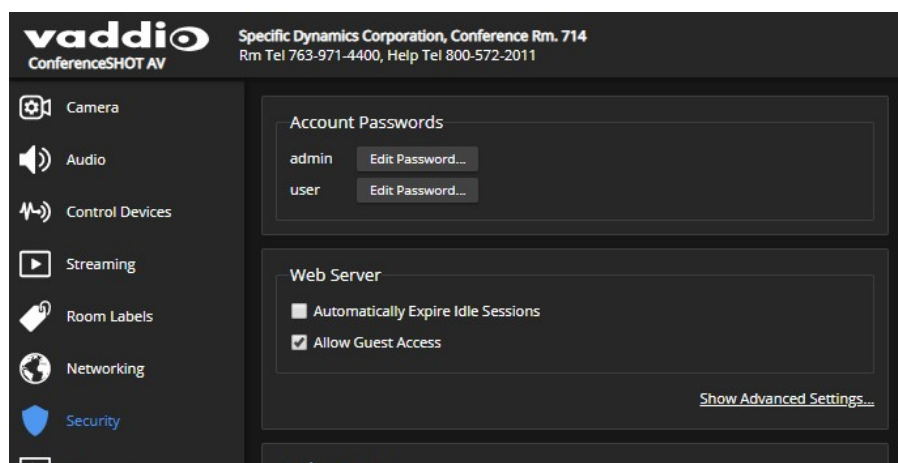 vaddio
ConferenceSHOT AV
Specific Dynamics Corporation, Conference Rm. 714
Rm Tel 763-971-4400, Help Tel 800-572-2011
Camera
Audio
Control Devices
Streaming
Room Labels
Networking
Security
Account Passwords
admin Edit Password...
user Edit Password...
Web Server
Automatically Expire Idle Sessions
Allow Guest Access
Show Advanced Settings...